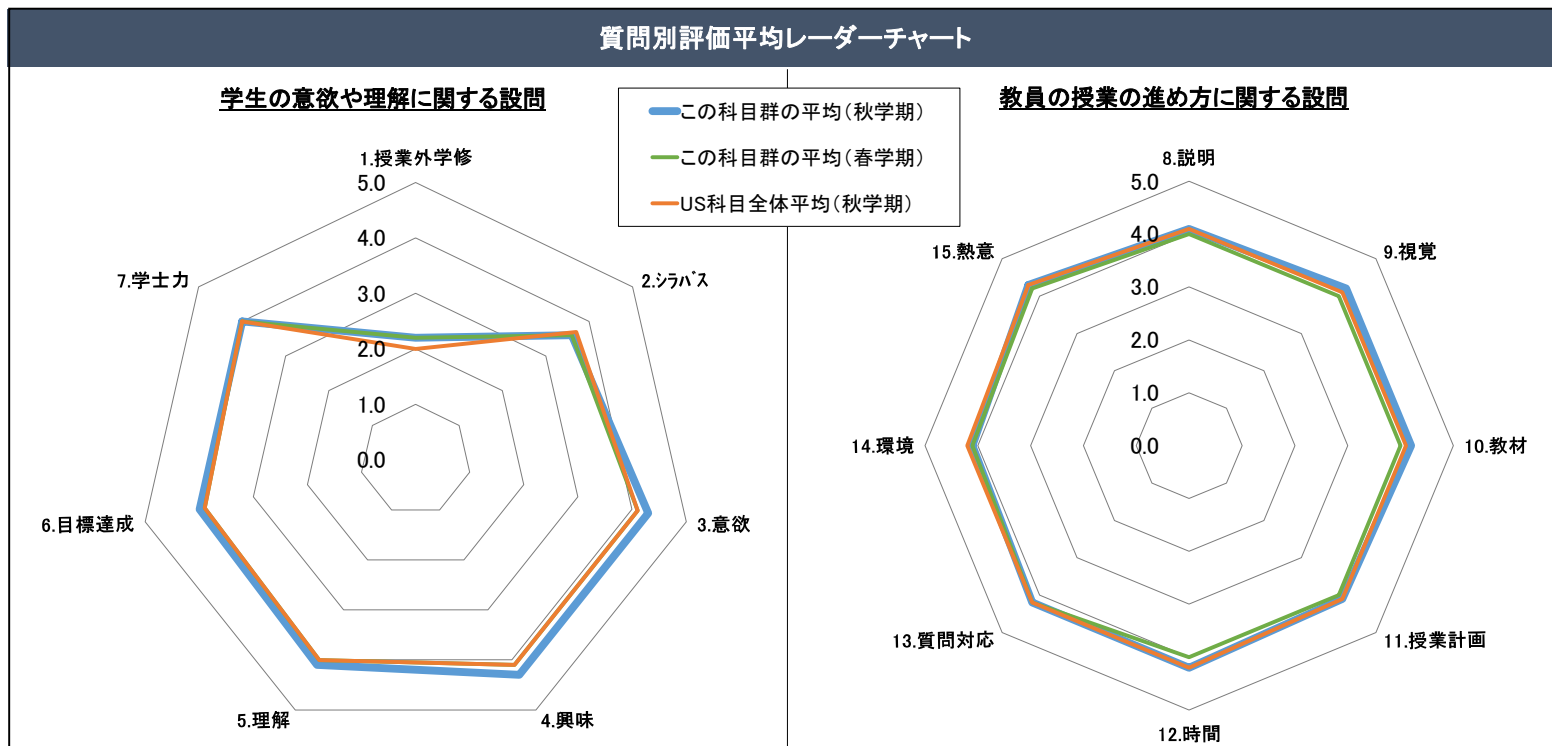 質問別評価平均レーダーチャート
学生の意欲や理解に関する設問
この科目群の平均（秋学期）
この科目群の平均（春学期）
US科目全体平均（秋学期）
教員の授業の進め方に関する設問
1.授業外学修
5.0
4.0
3.0
2.0
1.0
0.0
2.ｼﾗﾊﾞｽ
3.意欲
4.興味
5.理解
6.目標達成
7.学士力
8.説明
5.0
4.0
3.0
2.0
1.0
0.0
9.視覚
10.教材
11.授業計画
12.時間
13.質問対応
14.環境
15.熱意